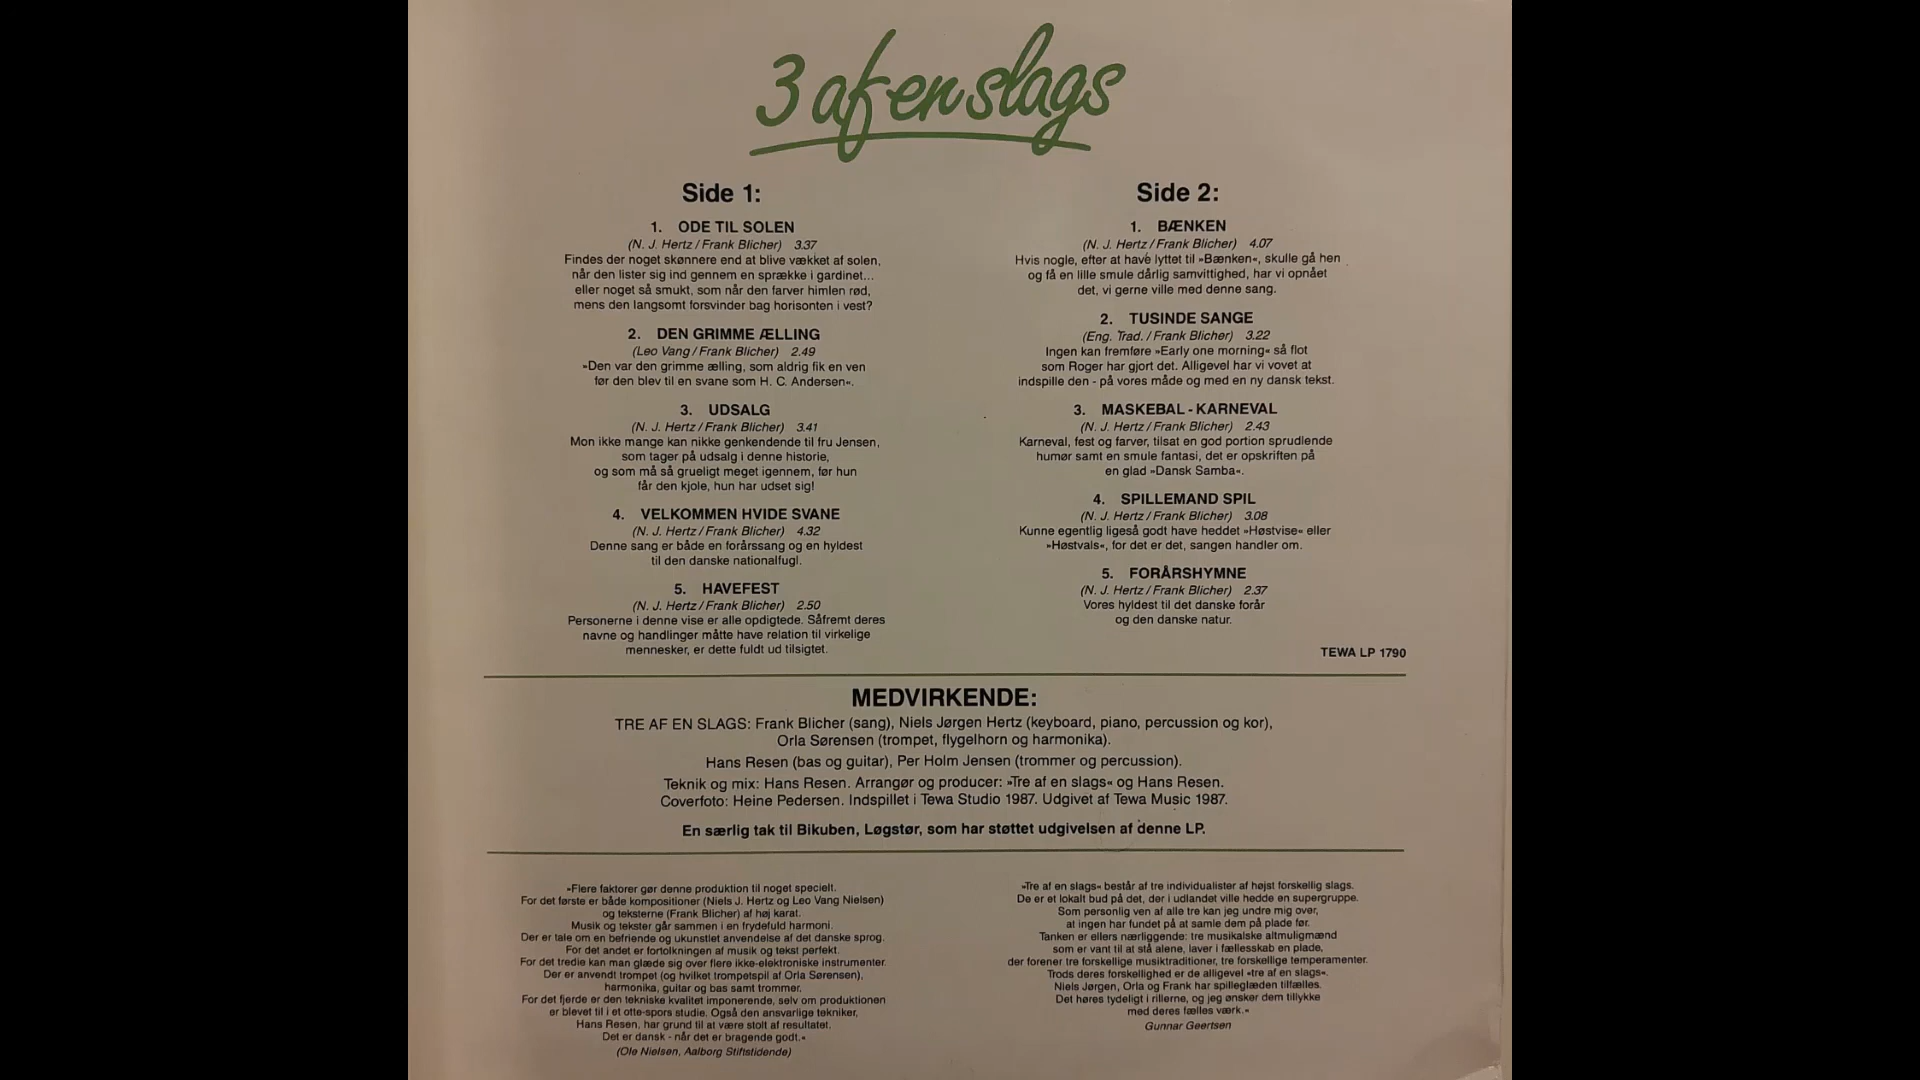 3 af en slags
Side 1:
1. ODE TIL SOLEN
(N. J. Hertz / Frank Blicher) 3.37
Findes der noget skønnere end at blive vækket af solen,
når den lister sig ind gennem en sprække i gardinet...
eller noget så smukt, som når den farver himlen rød,
mens den langsomt forsvinder bag horisonten i vest?
2. DEN GRIMME ÆLLING
(Leo Vang / Frank Blicher) 2.49
»Den var den grimme ælling, som aldrig fik en ven
før den blev til en svane som H. C. Andersen«.
3. UDSALG
(N. J. Hertz / Frank Blicher) 3.41
Mon ikke mange kan nikke genkendende til fru Jensen,
som tager på udsalg i denne historie,
og som må så grueligt meget igennem, før hun
får den kjole, hun har udset sig!
4. VELKOMMEN HVIDE SVANE
(N. J. Hertz / Frank Blicher) 4.32
Denne sang er både en forårssang og en hyldest
til den danske nationalfugl.
5. HAVEFEST
(N. J. Hertz / Frank Blicher) 2.50
Personerne i denne vise er alle opdigtede. Såfremt deres
navne og handlinger måtte have relation til virkelige
mennesker, er dette fuldt ud tilsigtet.
Side 2:
1. BÆNKEN
(N. J. Hertz / Frank Blicher) 4.07
Hvis nogle, efter at have lyttet til »Bænken«, skulle gå hen
og få en lille smule dårlig samvittighed, har vi opnået
det, vi gerne ville med denne sang.
2. TUSINDE SANGE
(Eng. Trad. / Frank Blicher) 3.22
Ingen kan fremføre »Early one morning« så flot
som Roger har gjort det. Alligevel har vi vovet at
indspille den - på vores måde og med en ny dansk tekst.
3. MASKEBAL - KARNEVAL
(N. J. Hertz / Frank Blicher) 2.43
Karneval, fest og farver, tilsat en god portion sprudlende
humør samt en smule fantasi, det er opskriften på
en glad »Dansk Samba«.
4. SPILLEMAND SPIL
(N. J. Hertz / Frank Blicher) 3.08
Kunne egentlig ligeså godt have heddet »Høstvise« eller
»Høstvals«, for det er det, sangen handler om.
5. FORÅRSHYMNE
(N. J. Hertz / Frank Blicher) 2.37
Vores hyldest til det danske forår
og den danske natur.
TEWA LP 1790
MEDVIRKENDE:
TRE AF EN SLAGS: Frank Blicher (sang), Niels Jørgen Hertz (keyboard, piano, percussion og kor),
Orla Sørensen (trompet, flygelhorn og harmonika).
Hans Resen (bas og guitar), Per Holm Jensen (trommer og percussion).
Teknik og mix: Hans Resen. Arrangør og producer: »Tre af en slags« og Hans Resen.
Coverfoto: Heine Pedersen. Indspillet i Tewa Studio 1987. Udgivet af Tewa Music 1987.
En særlig tak til Bikuben, Løgstør, som har støttet udgivelsen af denne LP.
»Flere faktorer gør denne produktion til noget specielt.
For det første er både kompositioner (Niels J. Hertz og Leo Vang Nielsen)
og teksterne (Frank Blicher) af høj karat.
Musik og tekster går sammen i en frydefuld harmoni.
Der er tale om en befriende og ukunstlet anvendelse af det danske sprog.
For det andet er fortolkningen af musik og tekst perfekt.
For det tredie kan man glæde sig over flere ikke-elektroniske instrumenter.
Der er anvendt trompet (og hvilket trompetspil af Orla Sørensen),
harmonika, guitar og bas samt trommer.
For det fjerde er den tekniske kvalitet imponerende, selv om produktionen
er blevet til i et otte-spors studie. Også den ansvarlige tekniker,
Hans Resen, har grund til at være stolt af resultatet.
Det er dansk - når det er bragende godt.«
(Ole Nielsen, Aalborg Stiftstidende)
»Tre af en slags« består af tre individualister af højst forskellig slags.
De er et lokalt bud på det, der i udlandet ville hedde en supergruppe.
Som personlig ven af alle tre kan jeg undre mig over,
at ingen har fundet på at samle dem på plade før.
Tanken er ellers nærliggende: tre musikalske altmuligmænd
som er vant til at stå alene, laver i fællesskab en plade,
der forener tre forskellige musiktraditioner, tre forskellige temperamenter.
Trods deres forskellighed er de alligevel »tre af en slags«.
Niels Jørgen, Orla og Frank har spilleglæden tilfælles.
Det høres tydeligt i rillerne, og jeg ønsker dem tillykke
med deres fælles værk.«
Gunnar Geertsen